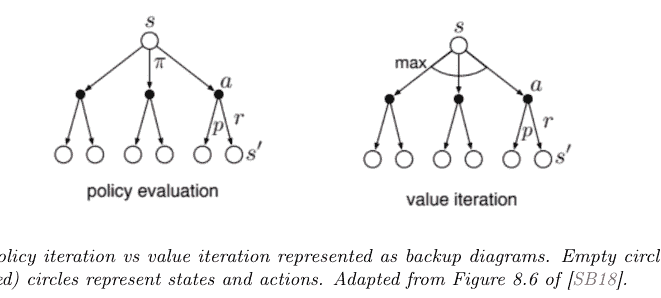 s
s
π
max
a
a
p
r
p
r
s′
s′
policy evaluation
value iteration
olicy iteration vs value iteration represented as backup diagrams. Empty circl
ed) circles represent states and actions. Adapted from Figure 8.6 of [SB18].